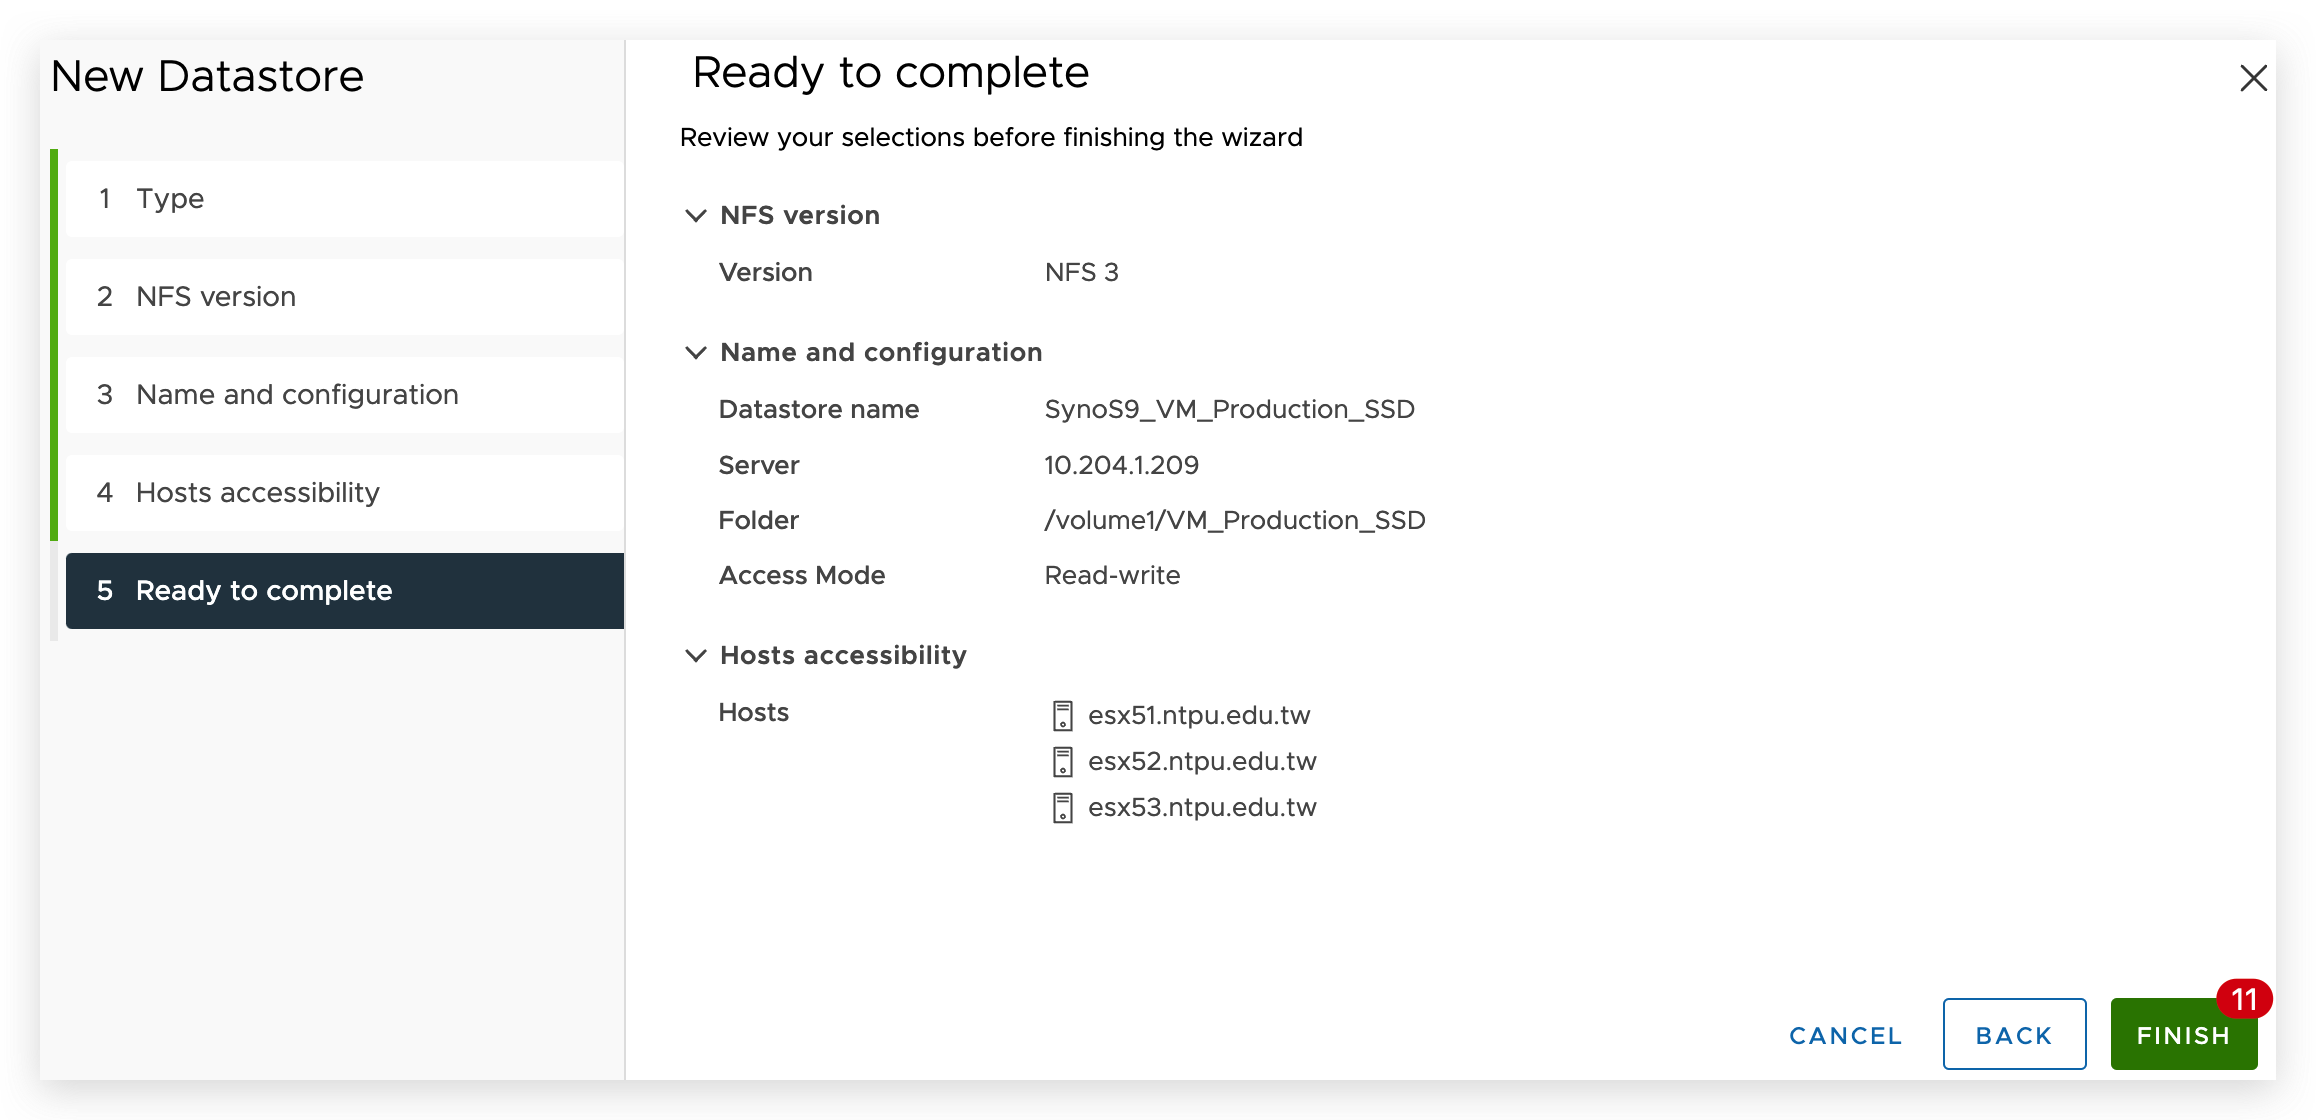 New Datastore
1 Type
2 NFS version
3 Name and configuration
4 Hosts accessibility
5 Ready to complete
Ready to complete
Review your selections before finishing the wizard
NFS version
Version NFS 3
Name and configuration
Datastore name SynoS9_VM_Production_SSD
Server 10.204.1.209
Folder /volume1/VM_Production_SSD
Access Mode Read-write
Hosts accessibility
Hosts esx51.ntpu.edu.tw
esx52.ntpu.edu.tw
esx53.ntpu.edu.tw
11
CANCEL BACK FINISH